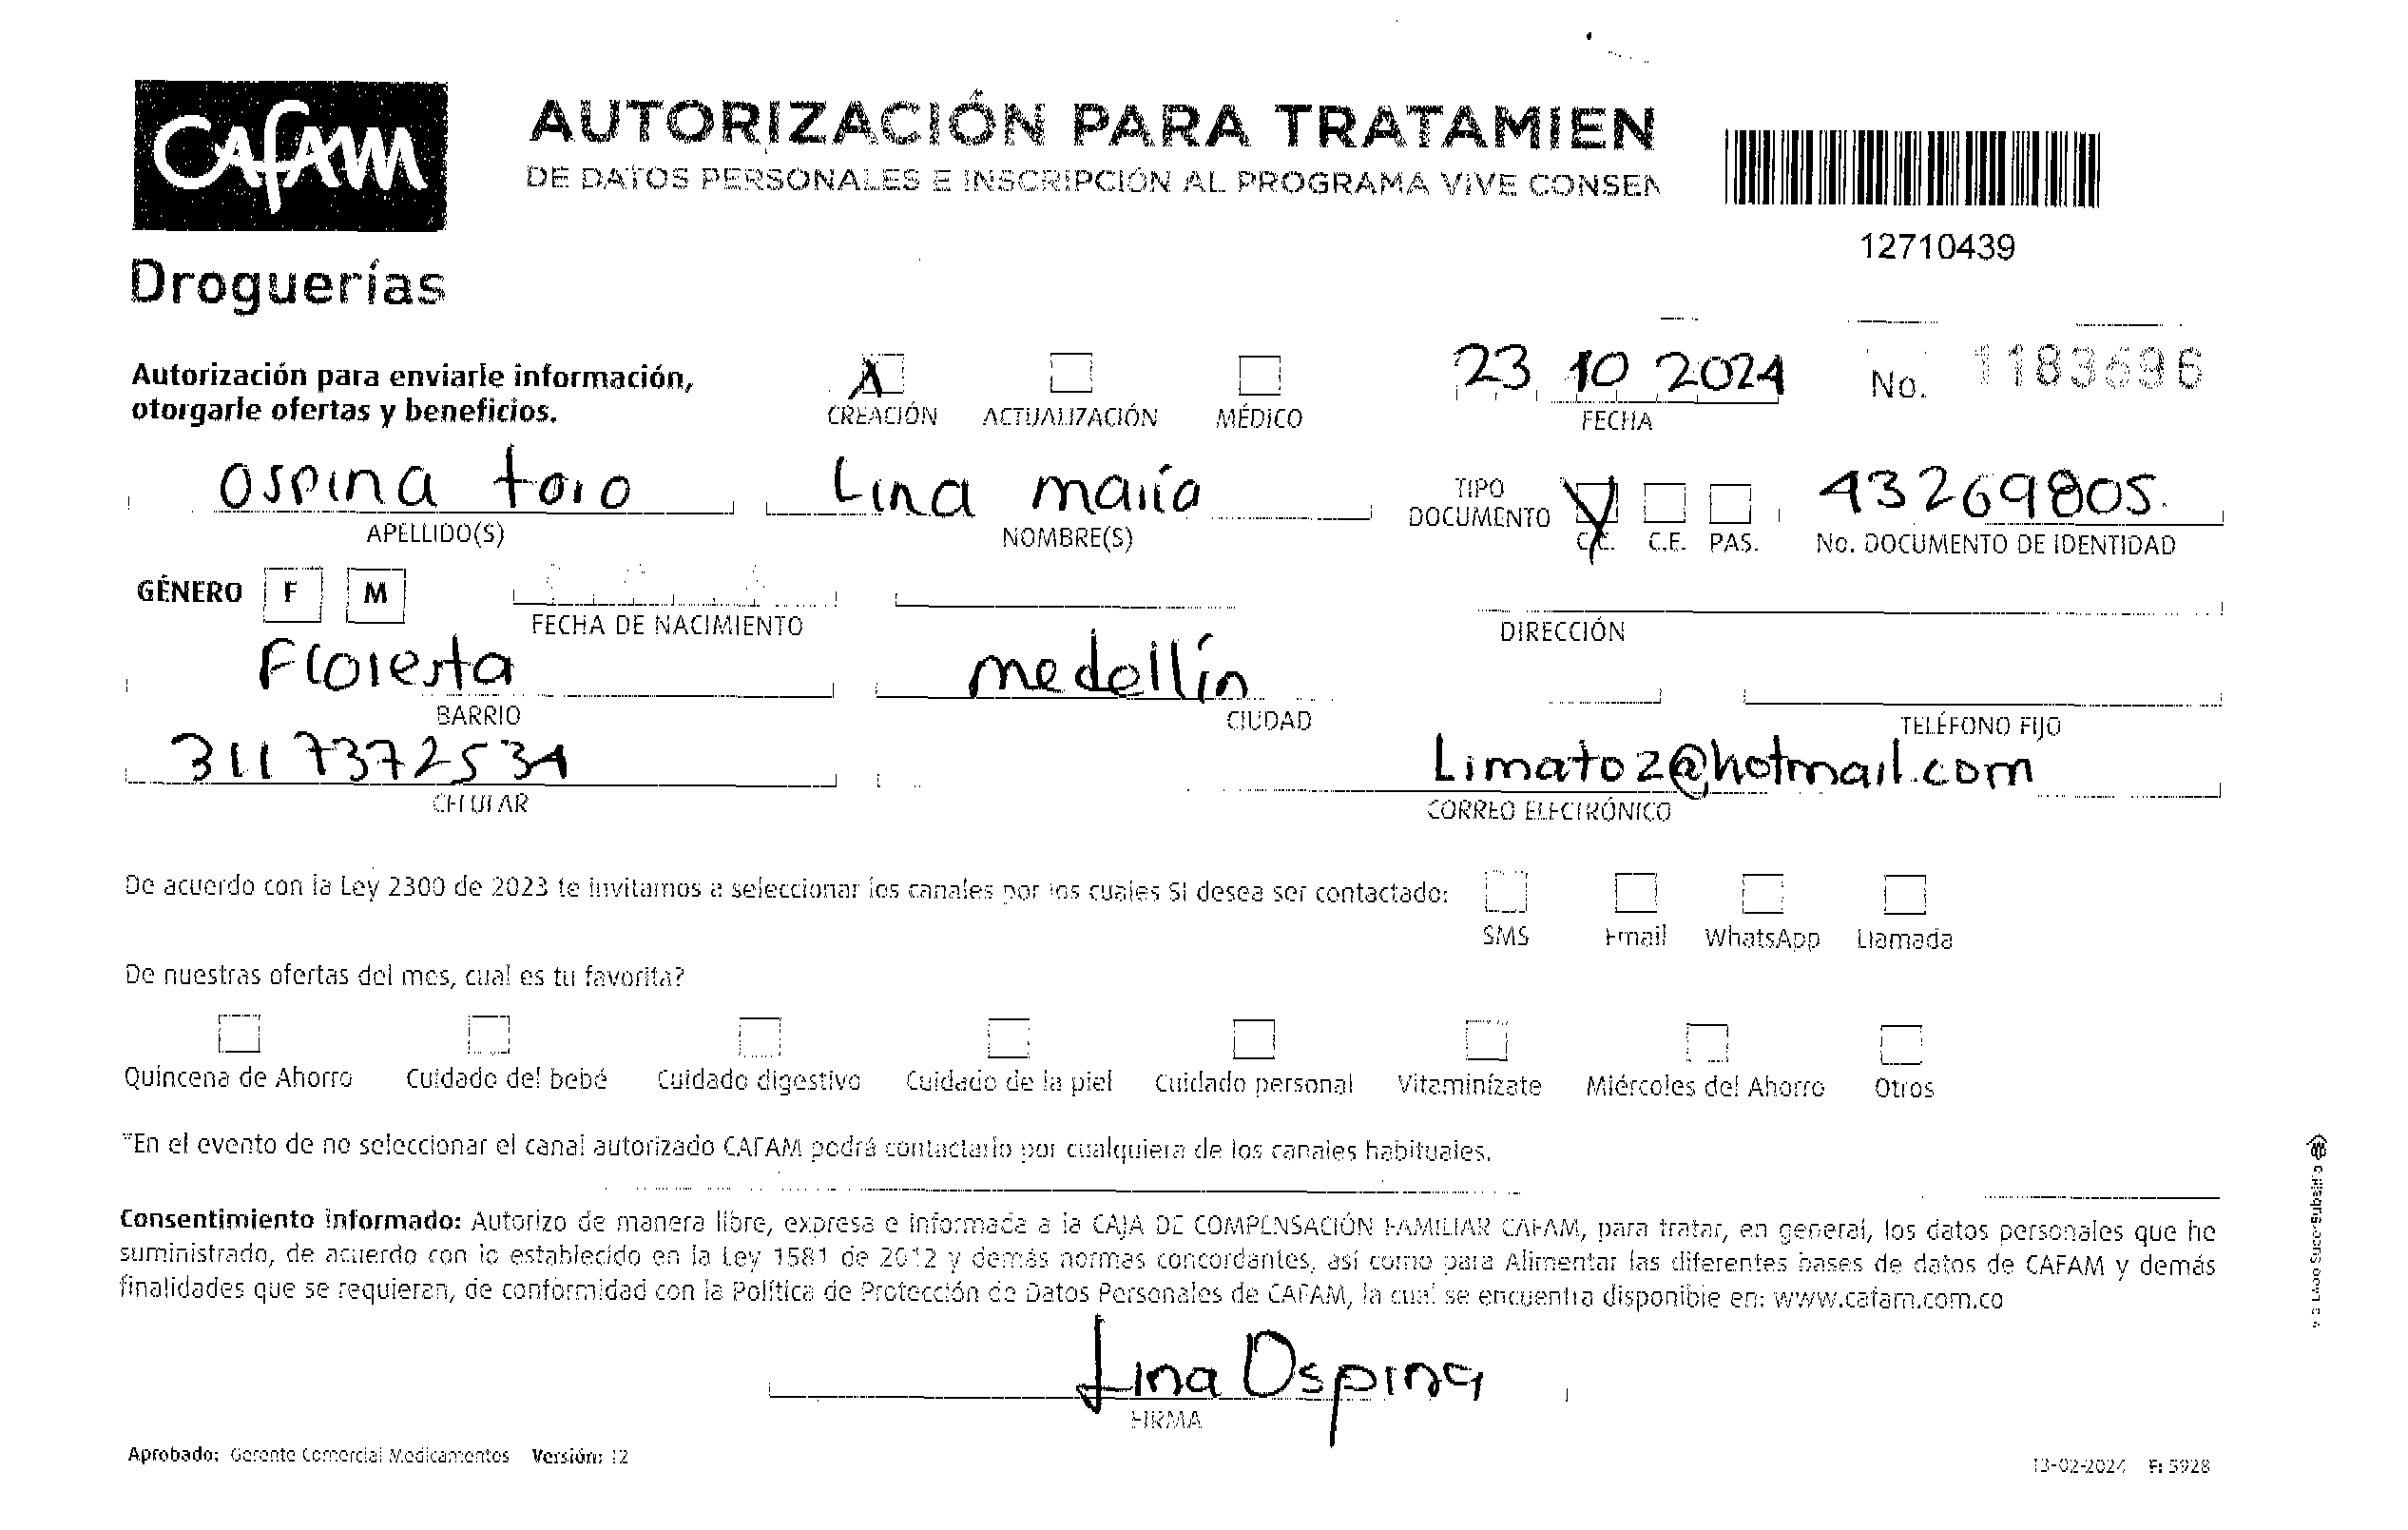 CAFAM
Droguerías
AUTORIZACIÓN PARA TRATAMIEN
DE DATOS PERSONALES E INSCRIPCIÓN AL PROGRAMA VIVE CONSEN
12710439
Autorización para enviarle información,
otorgarle ofertas y beneficios.
CREACIÓN ACTUALIZACIÓN MÉDICO
23 10 2024
FECHA
No. 1183696
Ospina toro Lina maria
APELLIDO(S) NOMBRE(S)
TIPO DOCUMENTO C.C. C.E. PAS.
43269805.
No. DOCUMENTO DE IDENTIDAD
GÉNERO F M
FECHA DE NACIMIENTO DIRECCIÓN
Floresta medellín
BARRIO CIUDAD TELÉFONO FIJO
3117372534 Limato2@hotmail.com
CELULAR CORREO ELECTRÓNICO
De acuerdo con la Ley 2300 de 2023 te invitamos a seleccionar los canales por los cuales SI desea ser contactado:
SMS Email WhatsApp Llamada
De nuestras ofertas del mes, cual es tu favorita?
Quincena de Ahorro Cuidado del bebé Cuidado digestivo Cuidado de la piel Cuidado personal Vitaminízate Miércoles del Ahorro Otros
*En el evento de no seleccionar el canal autorizado CAFAM podrá contactarlo por cualquiera de los canales habituales.
Consentimiento informado: Autorizo de manera libre, expresa e informada a la CAJA DE COMPENSACIÓN FAMILIAR CAFAM, para tratar, en general, los datos personales que he
suministrado, de acuerdo con lo establecido en la Ley 1581 de 2012 y demás normas concordantes, así como para Alimentar las diferentes bases de datos de CAFAM y demás
finalidades que se requieran, de conformidad con la Política de Protección de Datos Personales de CAFAM, la cual se encuentra disponible en: www.cafam.com.co
Lina Ospina
FIRMA
Aprobado: Gerente Comercial Medicamentos Versión: 12
13-02-2024 F: 5928